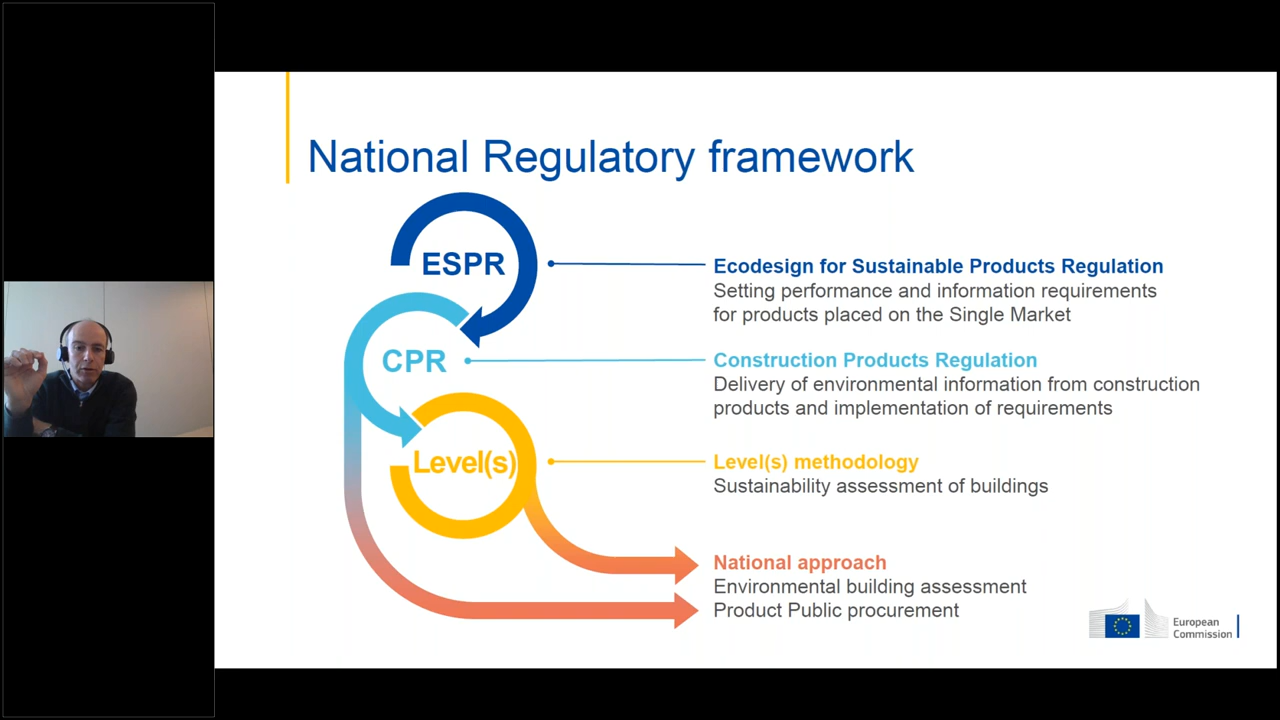 National Regulatory framework
ESPR
Ecodesign for Sustainable Products Regulation
Setting performance and information requirements
for products placed on the Single Market
CPR
Construction Products Regulation
Delivery of environmental information from construction
products and implementation of requirements
Level(s)
Level(s) methodology
Sustainability assessment of buildings
National approach
Environmental building assessment
Product Public procurement
European
Commission